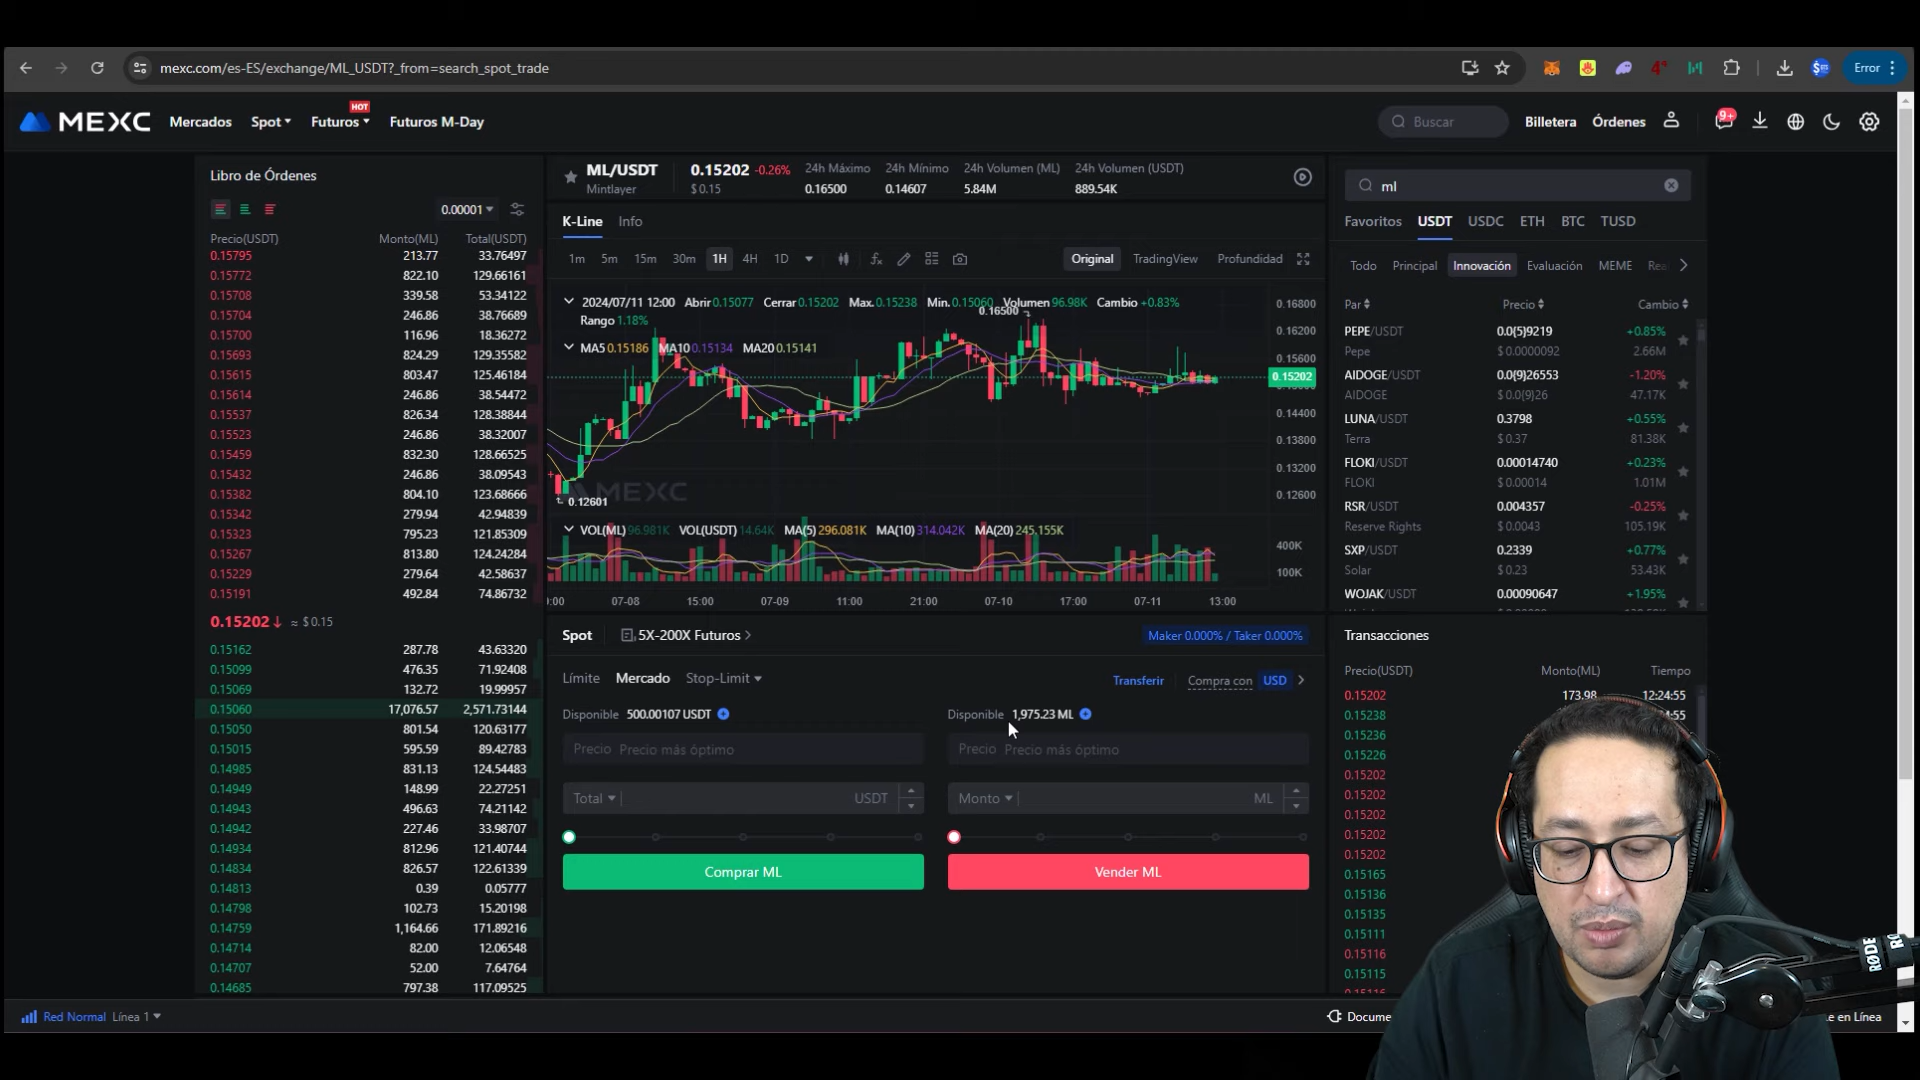 mexc.com/es-ES/exchange/ML_USDT?_from=search_spot_trade
Error
MEXC
Mercados
Spot
Futuros
HOT
Futuros M-Day
Buscar
Billetera
Órdenes
9+
Libro de Órdenes
0.00001
Precio(USDT) Monto(ML) Total(USDT)
0.15795 213.77 33.76497
0.15772 822.10 129.66161
0.15708 339.58 53.34122
0.15704 246.86 38.76689
0.15700 116.96 18.36272
0.15693 824.29 129.35582
0.15615 803.47 125.46184
0.15614 246.86 38.54472
0.15537 826.34 128.38844
0.15523 246.86 38.32007
0.15459 832.30 128.66525
0.15432 246.86 38.09543
0.15382 804.10 123.68666
0.15342 279.94 42.94839
0.15323 795.23 121.85309
0.15267 813.80 124.24284
0.15229 279.64 42.58637
0.15191 492.84 74.86732
0.15202↓ ≈ $ 0.15
0.15162 287.78 43.63320
0.15099 476.35 71.92408
0.15069 132.72 19.99957
0.15060 17,076.57 2,571.73144
0.15050 801.54 120.63177
0.15015 595.59 89.42783
0.14985 831.13 124.54483
0.14955 148.99 22.27251
0.14943 496.63 74.21142
0.14942 227.46 33.98707
0.14934 812.96 121.40744
0.14834 826.57 122.61339
0.14813 0.39 0.05777
0.14798 102.73 15.20198
0.14759 1,164.66 171.89216
0.14714 82.00 12.06548
0.14707 52.00 7.64764
0.14685 797.38 117.09525
ML/USDT
Mintlayer
0.15202 -0.26%
$ 0.15
24h Máximo
0.16500
24h Mínimo
0.14607
24h Volumen (ML)
5.84M
24h Volumen (USDT)
889.54K
K-Line Info
1m 5m 15m 30m 1H 4H 1D
Original TradingView Profundidad
2024/07/11 12:00 Abrir 0.15077 Cerrar 0.15202 Max. 0.15238 Min. 0.15060 Volumen 96.98K Cambio +0.83%
Rango 1.18%
MA5 0.15186 MA10 0.15134 MA20 0.15141
0.16500
0.12601
MEXC
0.16800
0.16200
0.15600
0.15202
0.14400
0.13800
0.13200
0.12600
VOL(ML) 96.981K VOL(USDT) 14.64K MA(5) 296.081K MA(10) 314.042K MA(20) 245.155K
400K
100K
0:00 07-08 15:00 07-09 11:00 21:00 07-10 17:00 07-11 13:00
Spot
5X-200X Futuros
Maker 0.000% / Taker 0.000%
Límite Mercado Stop-Limit
Transferir
Compra con USD
Disponible 500.00107 USDT
Disponible 1,975.23 ML
Precio Precio más óptimo
Precio Precio más óptimo
Total USDT
Monto ML
Comprar ML
Vender ML
ml
Favoritos USDT USDC ETH BTC TUSD
Todo Principal Innovación Evaluación MEME Rea
Par Precio Cambio
PEPE/USDT 0.0{5}9219 +0.85%
Pepe $ 0.0000092 2.66M
AIDOGE/USDT 0.0{9}26553 -1.20%
AIDOGE $ 0.0{9}26 47.17K
LUNA/USDT 0.3798 +0.55%
Terra $ 0.37 81.38K
FLOKI/USDT 0.00014740 +0.23%
FLOKI $ 0.00014 1.01M
RSR/USDT 0.004357 -0.25%
Reserve Rights $ 0.0043 105.19K
SXP/USDT 0.2339 +0.77%
Solar $ 0.23 53.43K
WOJAK/USDT 0.00090647 +1.95%
Transacciones
Precio(USDT) Monto(ML) Tiempo
0.15202 173.98 12:24:55
0.15238
0.15236
0.15226
0.15202
0.15202
0.15202
0.15202
0.15202
0.15165
0.15136
0.15135
0.15111
0.15116
0.15115
0.15116
Red Normal Línea 1
Docume
en Línea
RØDE